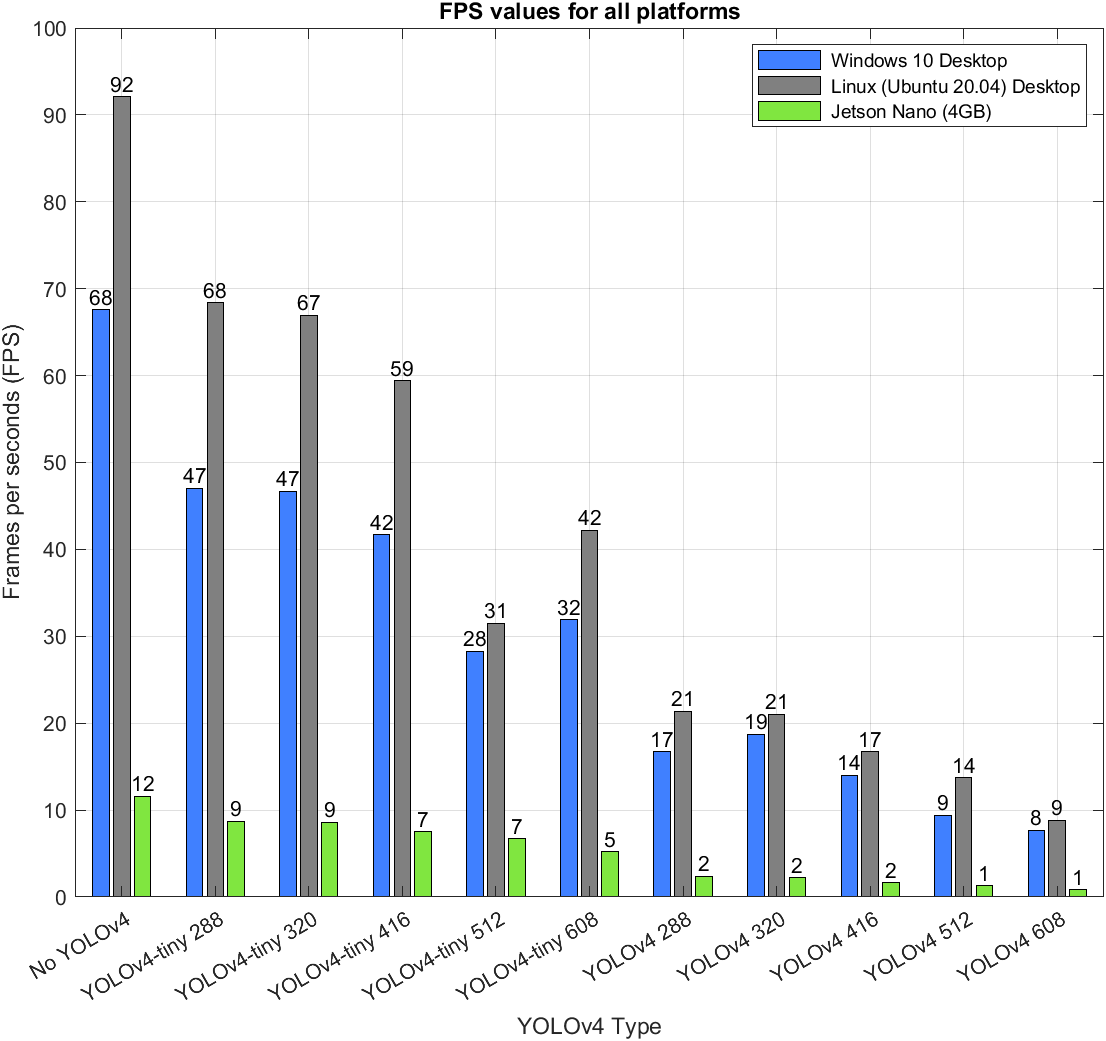 FPS values for all platforms
Windows 10 Desktop
Linux (Ubuntu 20.04) Desktop
Jetson Nano (4GB)
Frames per seconds (FPS)
100
90
80
70
60
50
40
30
20
10
0
68 92 12
47 68 9
47 67 9
42 59 7
28 31 7
32 42 5
17 21 2
19 21 2
14 17 2
9 14 1
8 9 1
No YOLOv4
YOLOv4-tiny 288
YOLOv4-tiny 320
YOLOv4-tiny 416
YOLOv4-tiny 512
YOLOv4-tiny 608
YOLOv4 288
YOLOv4 320
YOLOv4 416
YOLOv4 512
YOLOv4 608
YOLOv4 Type